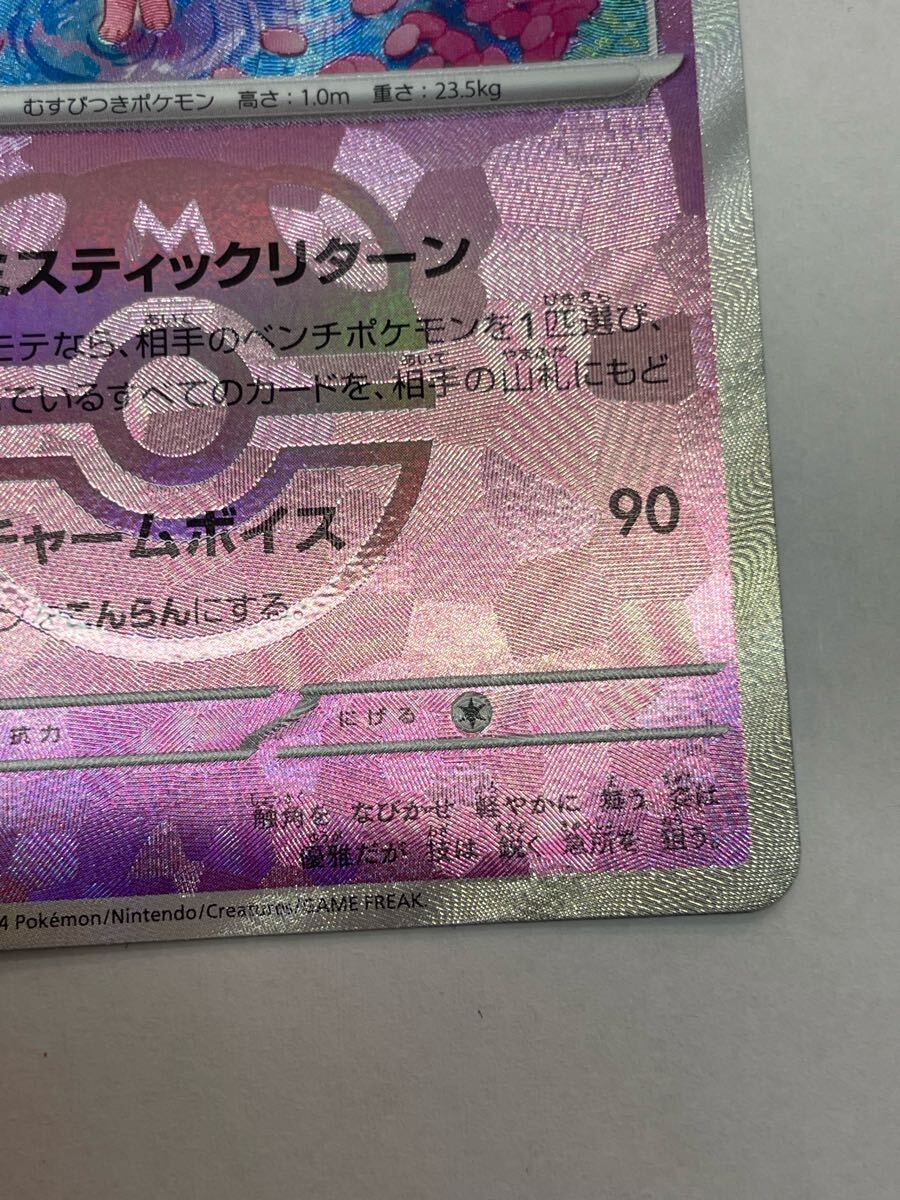 むすびつきポケモン 高さ:1.0m 重さ:23.5kg
M
ミスティックリターン
モテなら、相手のベンチポケモンを1匹選び、
ているすべてのカードを、相手の山札にもど
チャームボイス 90
をこんらんにする。
抗力 にげる
触角を なびかせ 軽やかに 舞う 姿は
優雅だが 技は 鋭く 急所を 狙う。
4 Pokémon/Nintendo/Creatures/GAME FREAK.